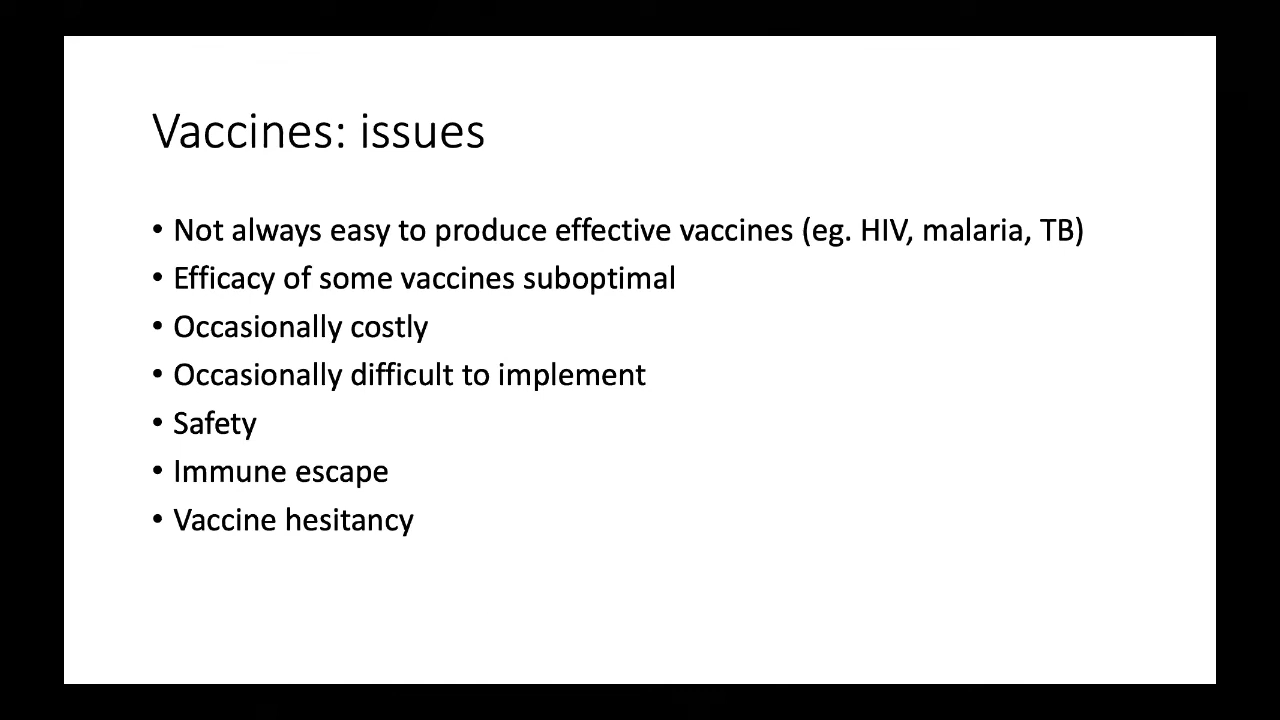 Vaccines: issues
• Not always easy to produce effective vaccines (eg. HIV, malaria, TB)
• Efficacy of some vaccines suboptimal
• Occasionally costly
• Occasionally difficult to implement
• Safety
• Immune escape
• Vaccine hesitancy